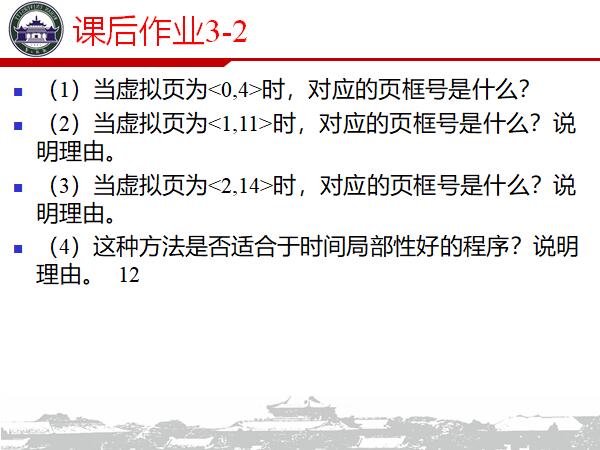 课后作业3-2
（1）当虚拟页为<0,4>时，对应的页框号是什么？
（2）当虚拟页为<1,11>时，对应的页框号是什么？说
明理由。
（3）当虚拟页为<2,14>时，对应的页框号是什么？说
明理由。
（4）这种方法是否适合于时间局部性好的程序？说明
理由。 12